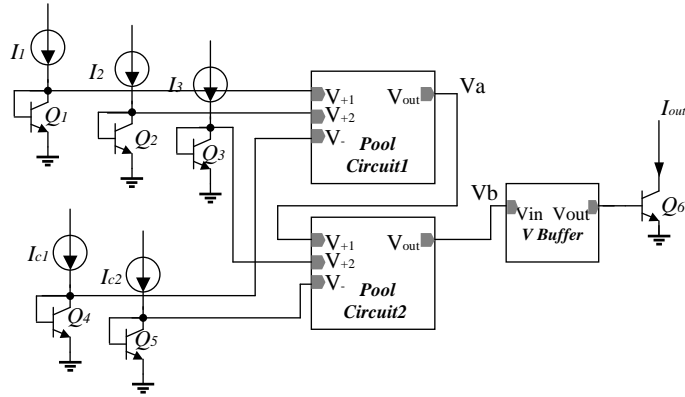 I1
I2
I3
Q1
Q2
Q3
V+1
V+2
V-
Vout
Pool
Circuit1
Va
Ic1
Ic2
Q4
Q5
V+1
V+2
V-
Vout
Pool
Circuit2
Vb
Vin Vout
V Buffer
Iout
Q6